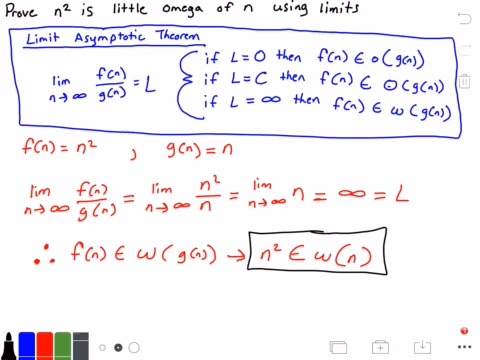 Prove n² is little omega of n using limits
Limit Asymptotic Theorem
lim n→∞ f(n)/g(n) = L
if L = 0 then f(n) ∈ o(g(n))
if L = C then f(n) ∈ Θ(g(n))
if L = ∞ then f(n) ∈ ω(g(n))
f(n) = n² , g(n) = n
lim n→∞ f(n)/g(n) = lim n→∞ n²/n = lim n→∞ n = ∞ = L
∴ f(n) ∈ ω(g(n)) → n² ∈ ω(n)